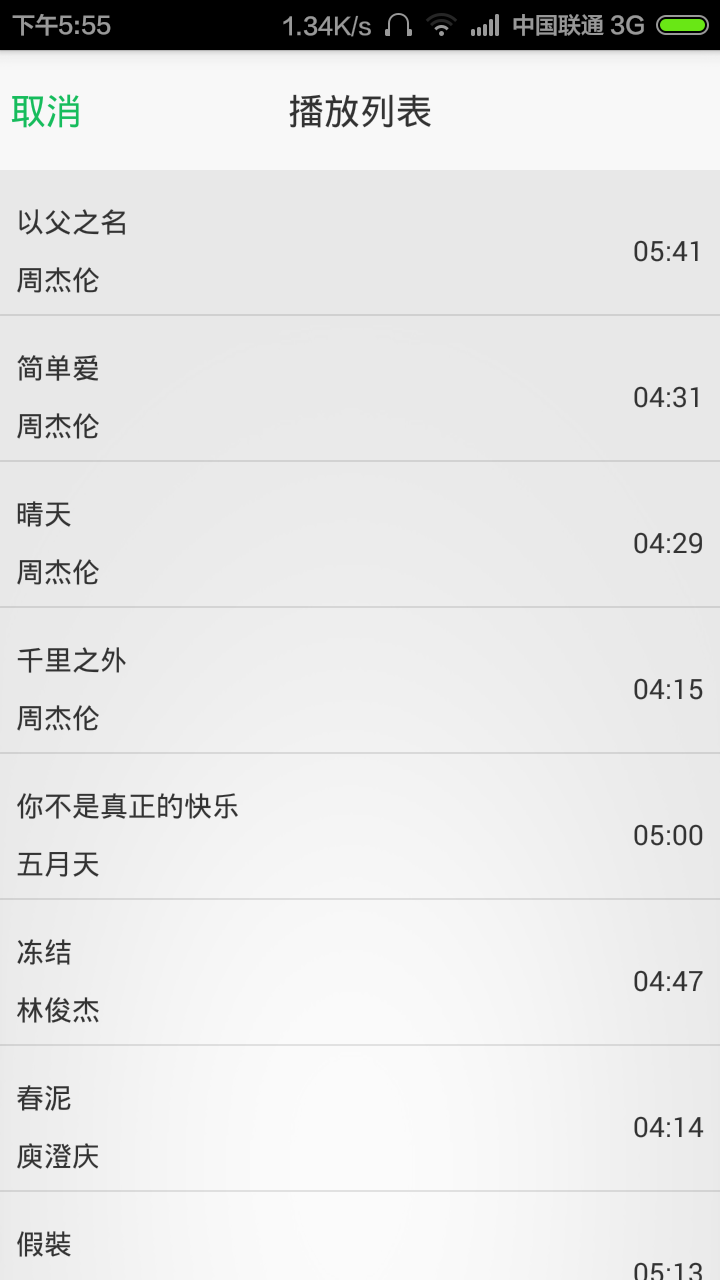 下午5:55 1.34K/s 中国联通 3G
取消 播放列表
以父之名
05:41
周杰伦
简单爱
04:31
周杰伦
晴天
04:29
周杰伦
千里之外
04:15
周杰伦
你不是真正的快乐
05:00
五月天
冻结
04:47
林俊杰
春泥
04:14
庾澄庆
假裝
05:13